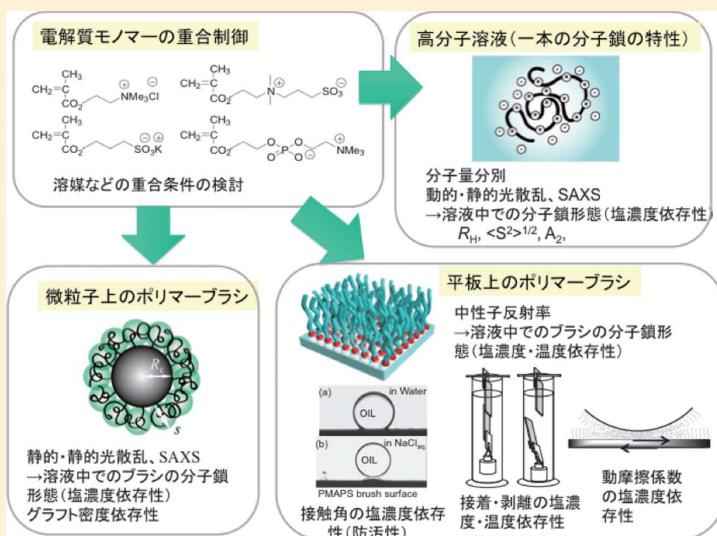 電解質モノマーの重合制御
CH3
CH2
CO2
NMe3Cl
CH3
CH2
CO2
N
SO3
CH3
CH2
CO2
SO3K
CH3
CH2
CO2
O
P
O
O
O
NMe3
溶媒などの重合条件の検討
高分子溶液(一本の分子鎖の特性)
分子量分別
動的・静的光散乱、SAXS
→溶液中での分子鎖形態(塩濃度依存性)
RH, <S²>1/2, A2,
微粒子上のポリマーブラシ
Rc
s
静的・静的光散乱、SAXS
→溶液中でのブラシの分子鎖
形態(塩濃度依存性)
グラフト密度依存性
平板上のポリマーブラシ
中性子反射率
→溶液中でのブラシの分子鎖形
態(塩濃度・温度依存性)
(a)
in Water
OIL
(b)
in NaClaq.
OIL
PMAPS brush surface
接触角の塩濃度依存
性(防汚性)
接着・剥離の塩濃
度・温度依存性
動摩擦係数
の塩濃度依
存性